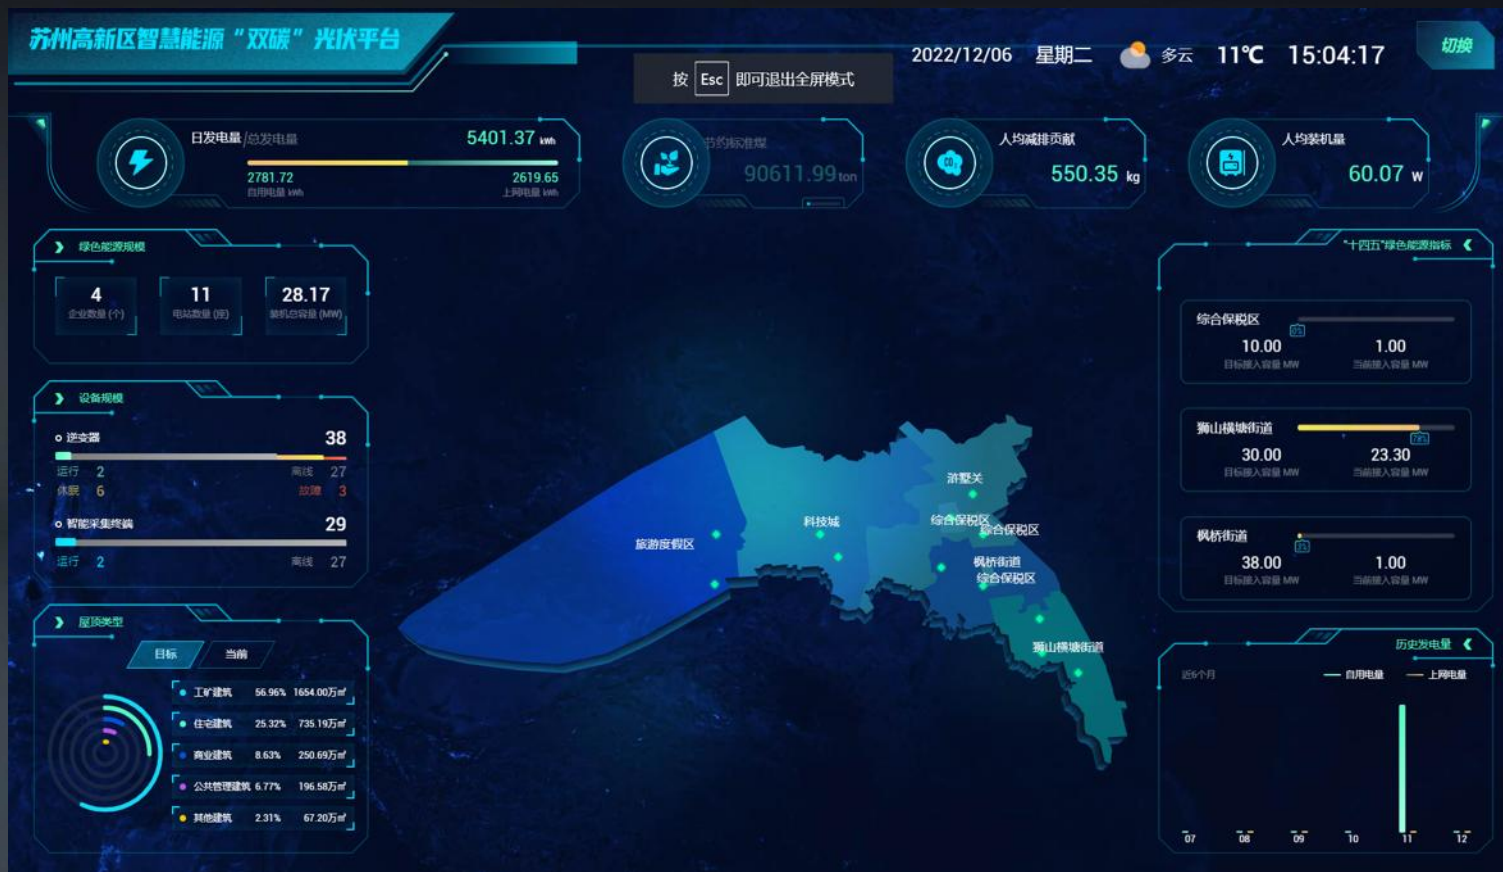 苏州高新区智慧能源“双碳”光伏平台
2022/12/06 星期二 多云 11℃ 15:04:17
切换
按 Esc 即可退出全屏模式
日发电量/总发电量 5401.37 kWh
2781.72 2619.65
自用电量 kWh 上网电量 kWh
节约标准煤
90611.99 ton
人均减排贡献
CO₂
550.35 kg
人均装机量
60.07 W
绿色能源规模
4 11 28.17
企业数量 (个) 电站数量 (座) 装机总容量 (MW)
设备规模
逆变器 38
运行 2 离线 27
休眠 6 故障 3
智能采集终端 29
运行 2 离线 27
屋顶类型
目标 当前
工矿建筑 56.96% 1654.00万㎡
住宅建筑 25.32% 735.19万㎡
商业建筑 8.63% 250.69万㎡
公共管理建筑 6.77% 196.58万㎡
其他建筑 2.31% 67.20万㎡
旅游度假区
科技城
浒墅关
综合保税区
综合保税区
枫桥街道
综合保税区
狮山横塘街道
“十四五”绿色能源指标
综合保税区
10.00 1.00
目标接入容量 MW 当前接入容量 MW
狮山横塘街道
78%
30.00 23.30
目标接入容量 MW 当前接入容量 MW
枫桥街道
38.00 1.00
目标接入容量 MW 当前接入容量 MW
历史发电量
近6个月 自用电量 上网电量
07 08 09 10 11 12